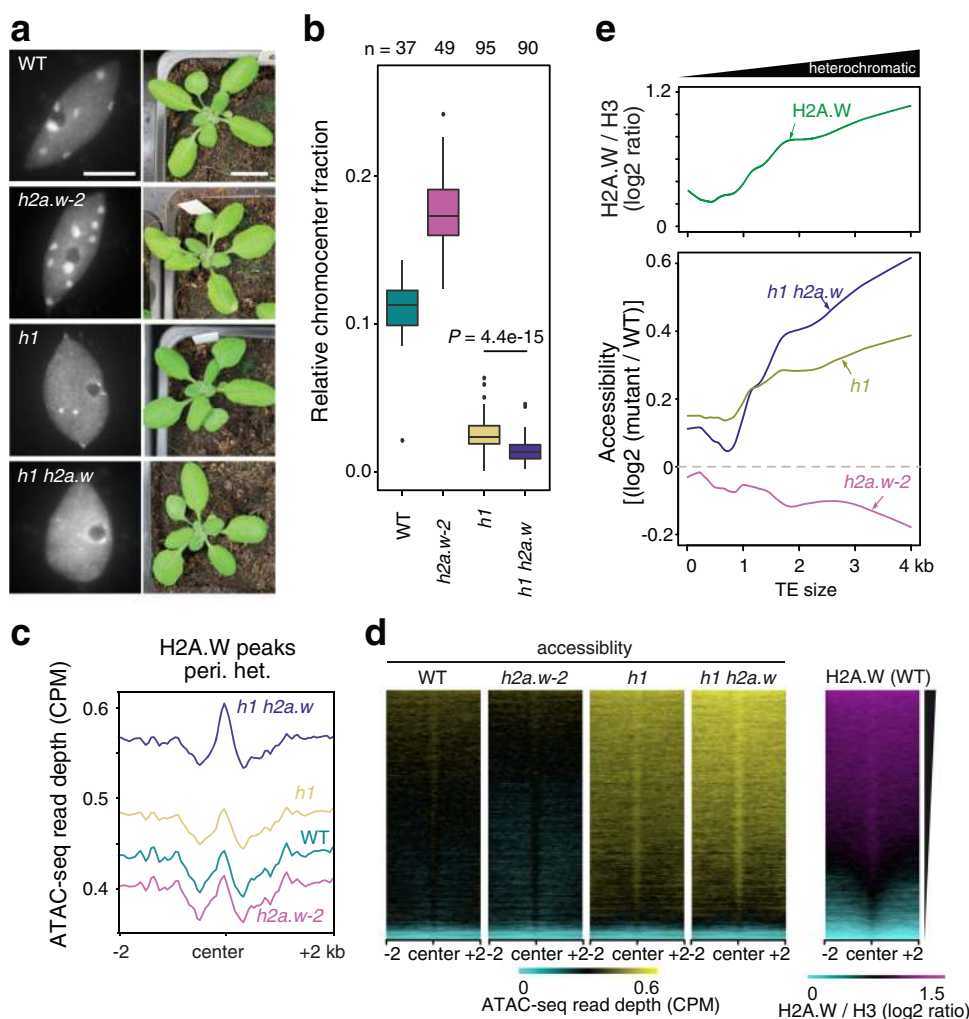 a
WT
h2a.w-2
h1
h1 h2a.w
b
n = 37 49 95 90
Relative chromocenter fraction
0.2
0.1
0.0
P = 4.4e-15
WT
h2a.w-2
h1
h1 h2a.w
e
heterochromatic
H2A.W / H3
(log2 ratio)
1.2
0
H2A.W
Accessibility
[(log2 (mutant / WT)]
0.6
0.4
0.2
0
-0.2
h1 h2a.w
h1
h2a.w-2
0 1 2 3 4 kb
TE size
c
H2A.W peaks
peri. het.
ATAC-seq read depth (CPM)
0.6
0.5
0.4
h1 h2a.w
h1
WT
h2a.w-2
-2 center +2 kb
d
accessiblity
WT h2a.w-2 h1 h1 h2a.w H2A.W (WT)
-2 center +2 -2 center +2 -2 center +2 -2 center +2 -2 center +2
0 0.6
ATAC-seq read depth (CPM)
0 1.5
H2A.W / H3 (log2 ratio)